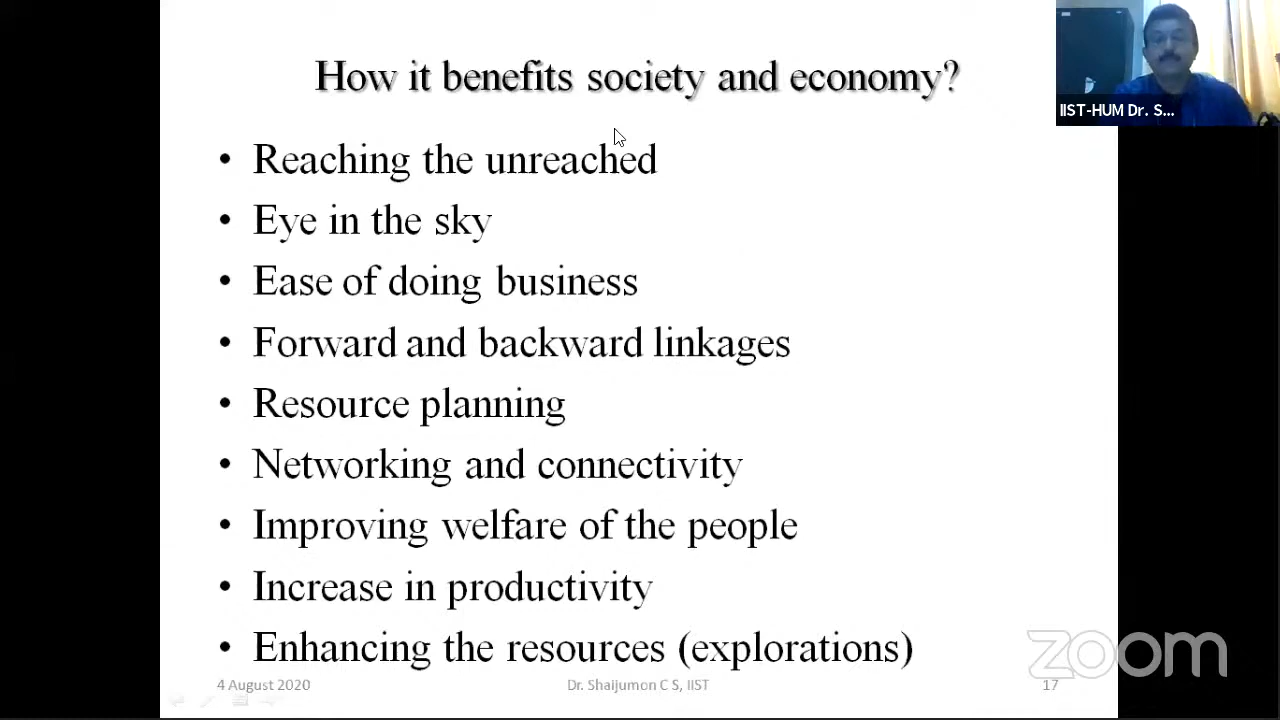 How it benefits society and economy?
IIST-HUM Dr. S...
• Reaching the unreached
• Eye in the sky
• Ease of doing business
• Forward and backward linkages
• Resource planning
• Networking and connectivity
• Improving welfare of the people
• Increase in productivity
• Enhancing the resources (explorations)
zoom
4 August 2020
Dr. Shaijumon C S, IIST
17